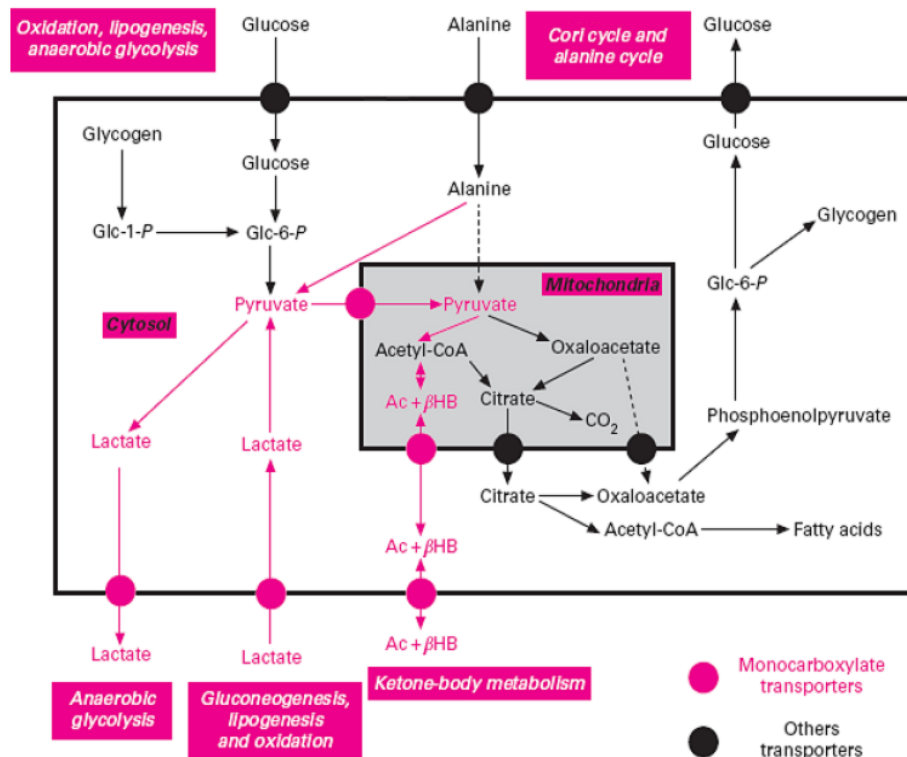 Oxidation, lipogenesis,
anaerobic glycolysis
Glucose
Alanine
Cori cycle and
alanine cycle
Glucose
Glycogen
Glucose
Alanine
Glucose
Glc-1-P
Glc-6-P
Glycogen
Glc-6-P
Mitochondria
Pyruvate
Pyruvate
Cytosol
Acetyl-CoA
Oxaloacetate
Ac + βHB
Citrate
CO₂
Phosphoenolpyruvate
Lactate
Lactate
Citrate
Oxaloacetate
Acetyl-CoA
Fatty acids
Ac + βHB
Lactate
Lactate
Ac + βHB
Anaerobic
glycolysis
Gluconeogenesis,
lipogenesis
and oxidation
Ketone-body metabolism
Monocarboxylate
transporters
Others
transporters